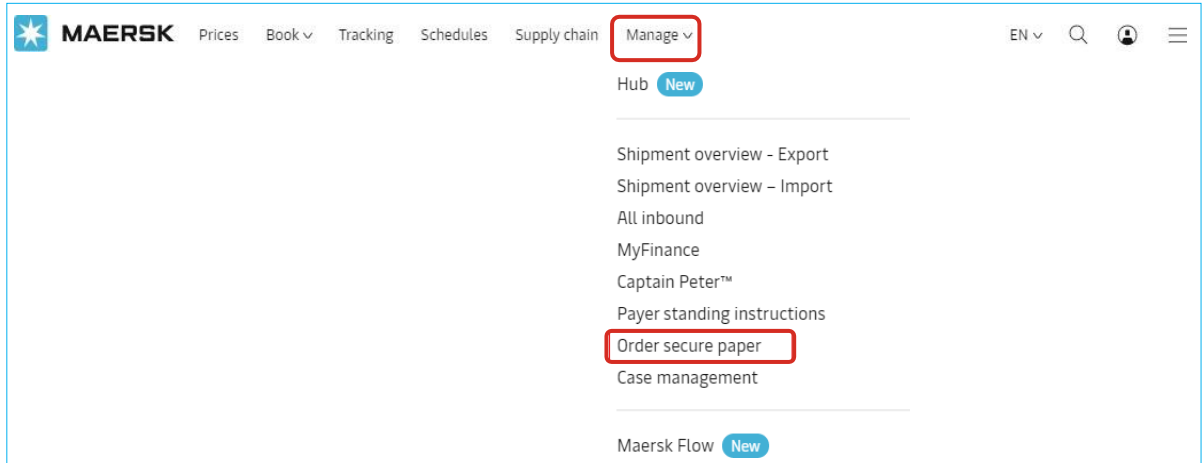 MAERSK Prices Book Tracking Schedules Supply chain Manage EN
Hub New
Shipment overview - Export
Shipment overview – Import
All inbound
MyFinance
Captain Peter™
Payer standing instructions
Order secure paper
Case management
Maersk Flow New